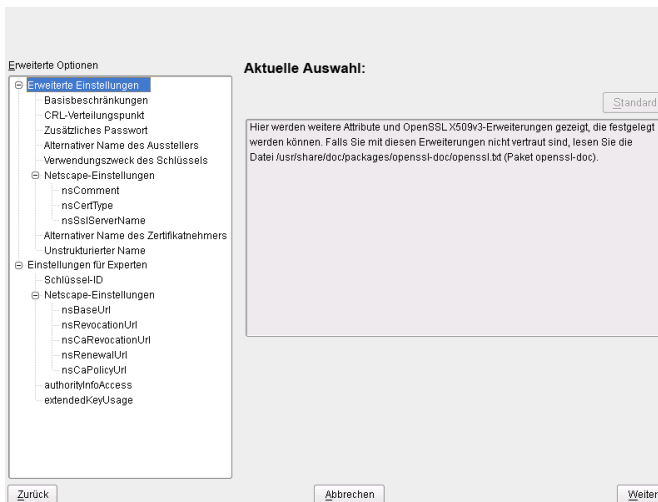 Erweiterte Optionen
Erweiterte Einstellungen
Basisbeschränkungen
CRL-Verteilungspunkt
Zusätzliches Passwort
Alternativer Name des Ausstellers
Verwendungszweck des Schlüssels
Netscape-Einstellungen
nsComment
nsCertType
nsSslServerName
Alternativer Name des Zertifikatnehmers
Unstrukturierter Name
Einstellungen für Experten
Schlüssel-ID
Netscape-Einstellungen
nsBaseUrl
nsRevocationUrl
nsCaRevocationUrl
nsRenewalUrl
nsCaPolicyUrl
authorityInfoAccess
extendedKeyUsage
Aktuelle Auswahl:
Standard
Hier werden weitere Attribute und OpenSSL X509v3-Erweiterungen gezeigt, die festgelegt
werden können. Falls Sie mit diesen Erweiterungen nicht vertraut sind, lesen Sie die
Datei /usr/share/doc/packages/openssl-doc/openssl.txt (Paket openssl-doc).
Zurück
Abbrechen
Weiter